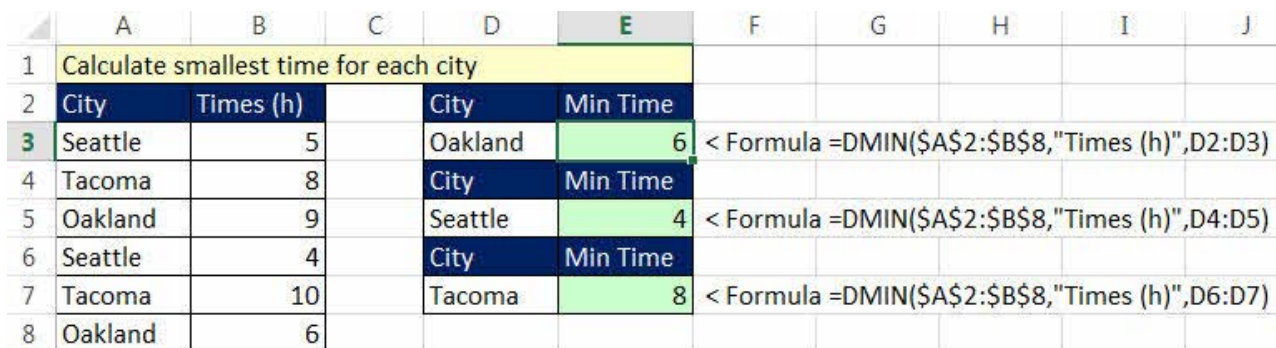 A B C D E F G H I J
1 Calculate smallest time for each city
2 City Times (h) City Min Time
3 Seattle 5 Oakland 6 < Formula =DMIN($A$2:$B$8,"Times (h)",D2:D3)
4 Tacoma 8 City Min Time
5 Oakland 9 Seattle 4 < Formula =DMIN($A$2:$B$8,"Times (h)",D4:D5)
6 Seattle 4 City Min Time
7 Tacoma 10 Tacoma 8 < Formula =DMIN($A$2:$B$8,"Times (h)",D6:D7)
8 Oakland 6